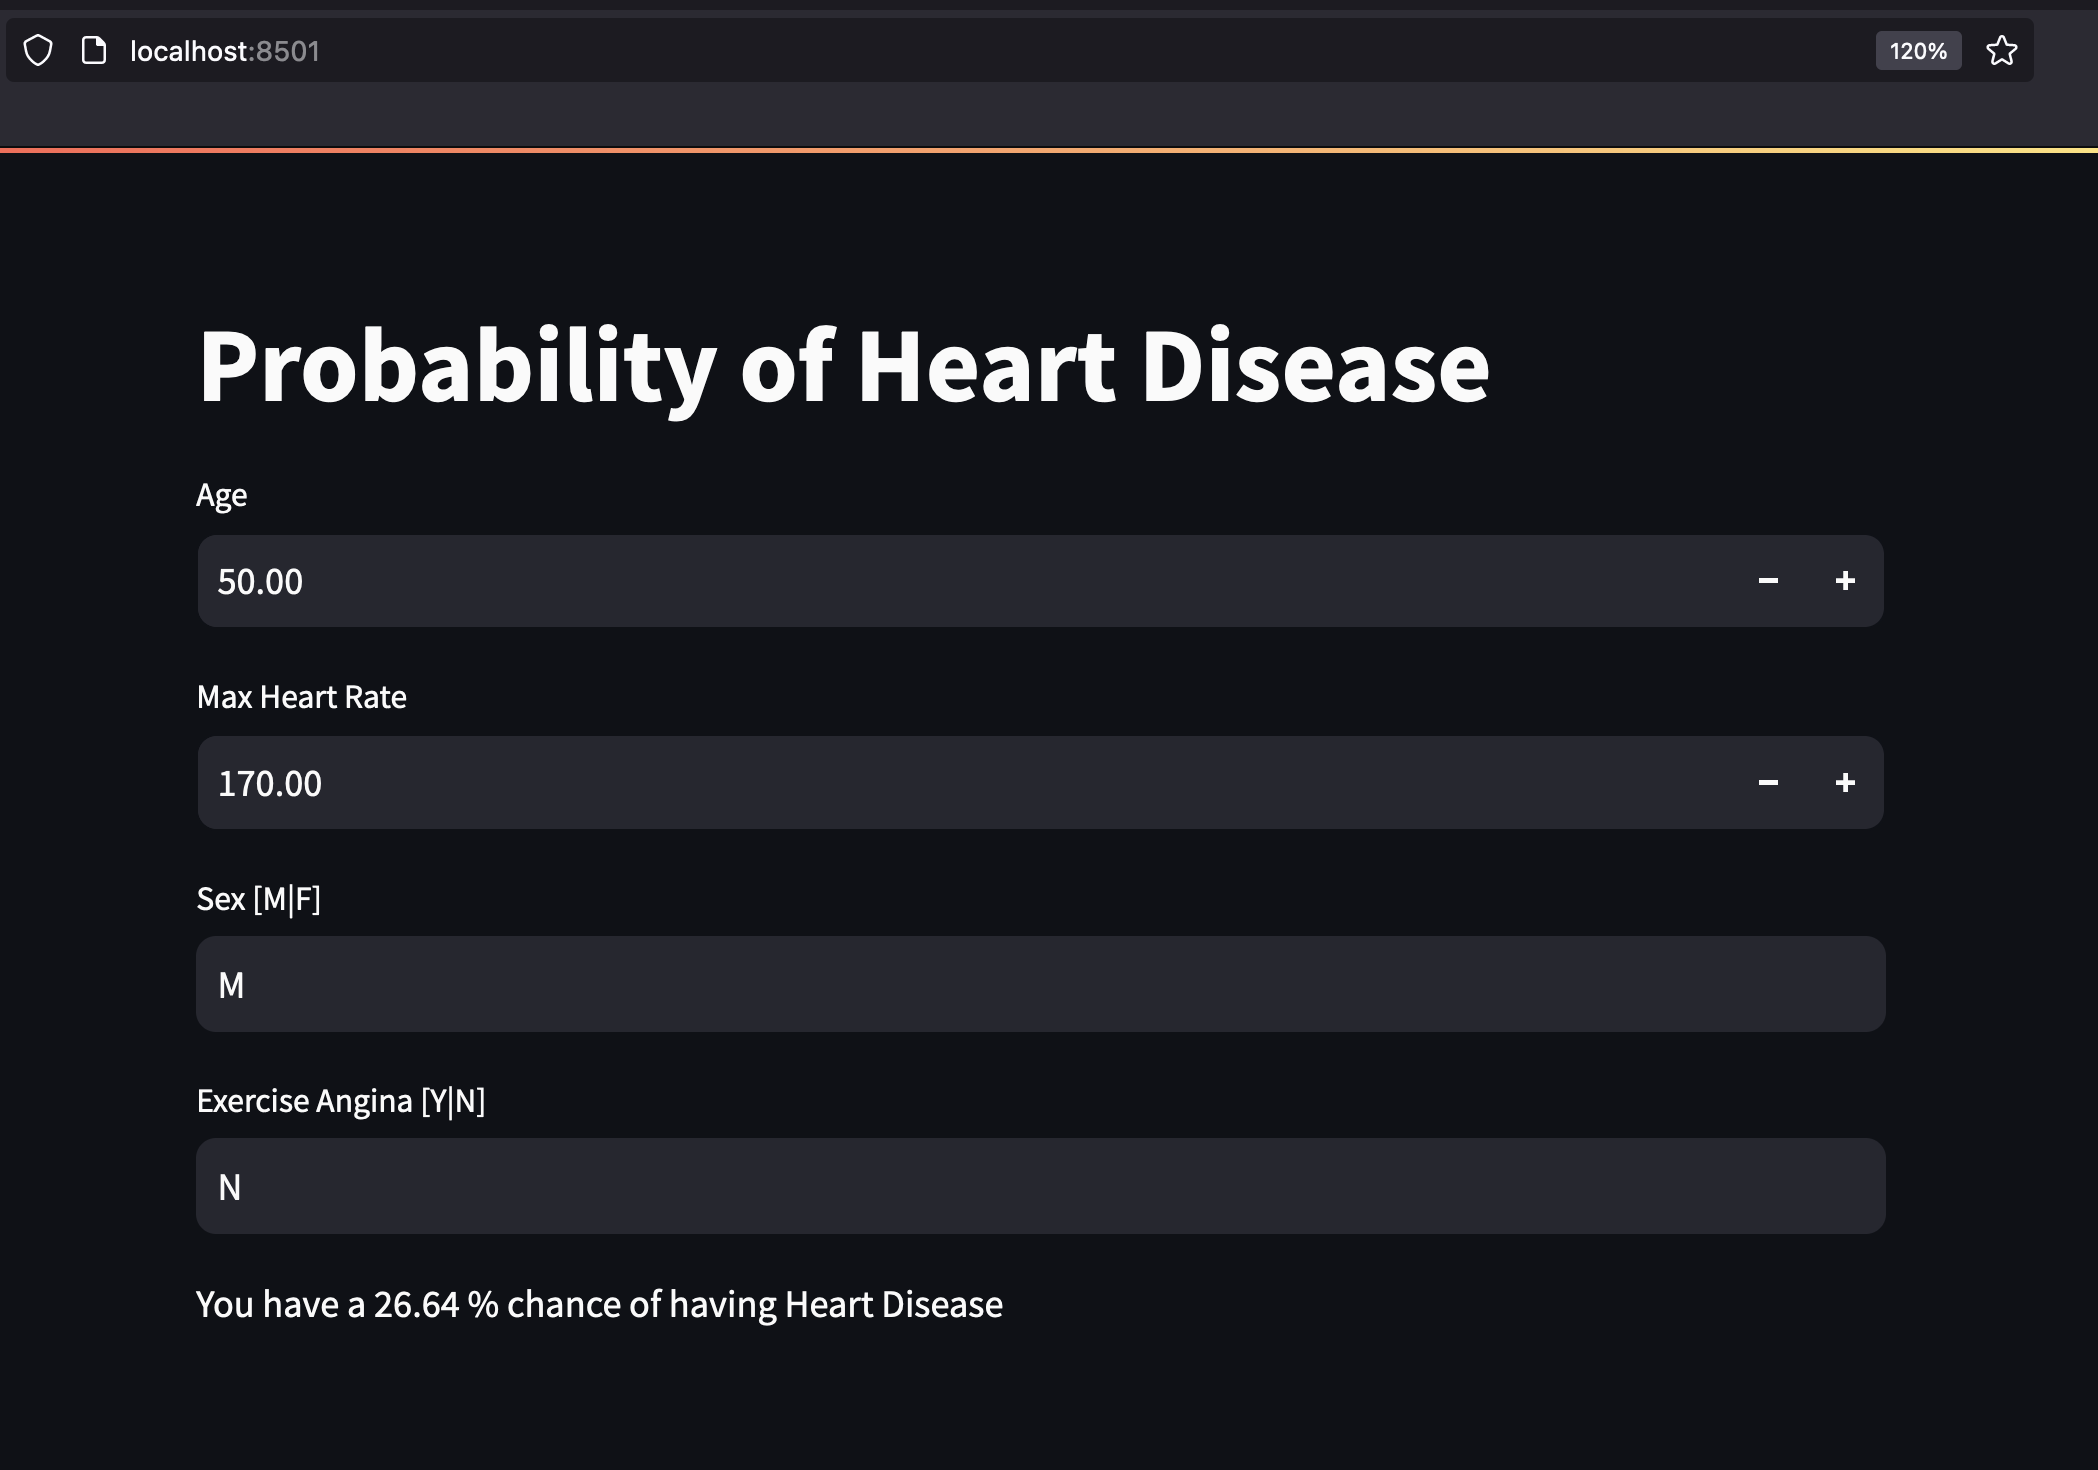 localhost:8501
120%
Probability of Heart Disease
Age
50.00
Max Heart Rate
170.00
Sex [M|F]
M
Exercise Angina [Y|N]
N
You have a 26.64 % chance of having Heart Disease